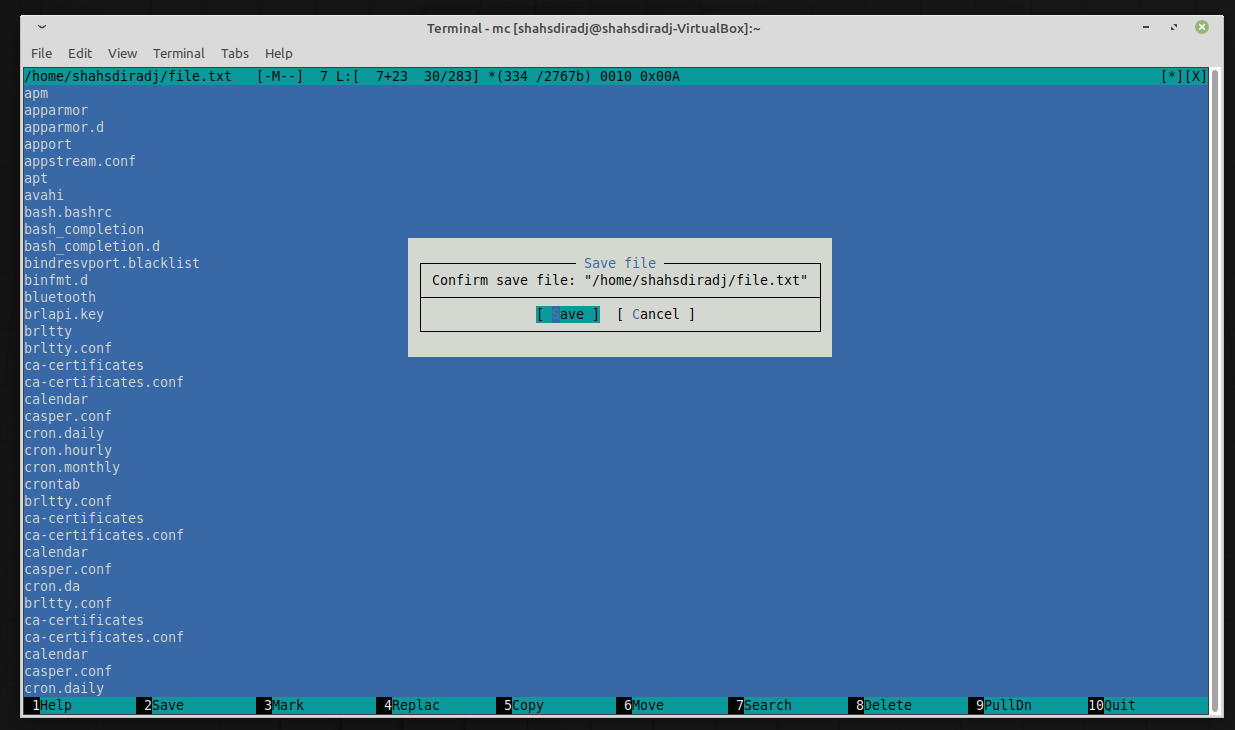 Terminal - mc [shahsdiradj@shahsdiradj-VirtualBox]:~
File Edit View Terminal Tabs Help
/home/shahsdiradj/file.txt [-M--] 7 L:[ 7+23 30/283] *(334 /2767b) 0010 0x00A [*][X]
apm
apparmor
apparmor.d
apport
appstream.conf
apt
avahi
bash.bashrc
bash_completion
bash_completion.d
bindresvport.blacklist
binfmt.d
bluetooth
brlapi.key
brltty
brltty.conf
ca-certificates
ca-certificates.conf
calendar
casper.conf
cron.daily
cron.hourly
cron.monthly
crontab
brltty.conf
ca-certificates
ca-certificates.conf
calendar
casper.conf
cron.da
brltty.conf
ca-certificates
ca-certificates.conf
calendar
casper.conf
cron.daily
Save file
Confirm save file: "/home/shahsdiradj/file.txt"
[ Save ] [ Cancel ]
1Help 2Save 3Mark 4Replac 5Copy 6Move 7Search 8Delete 9PullDn 10Quit